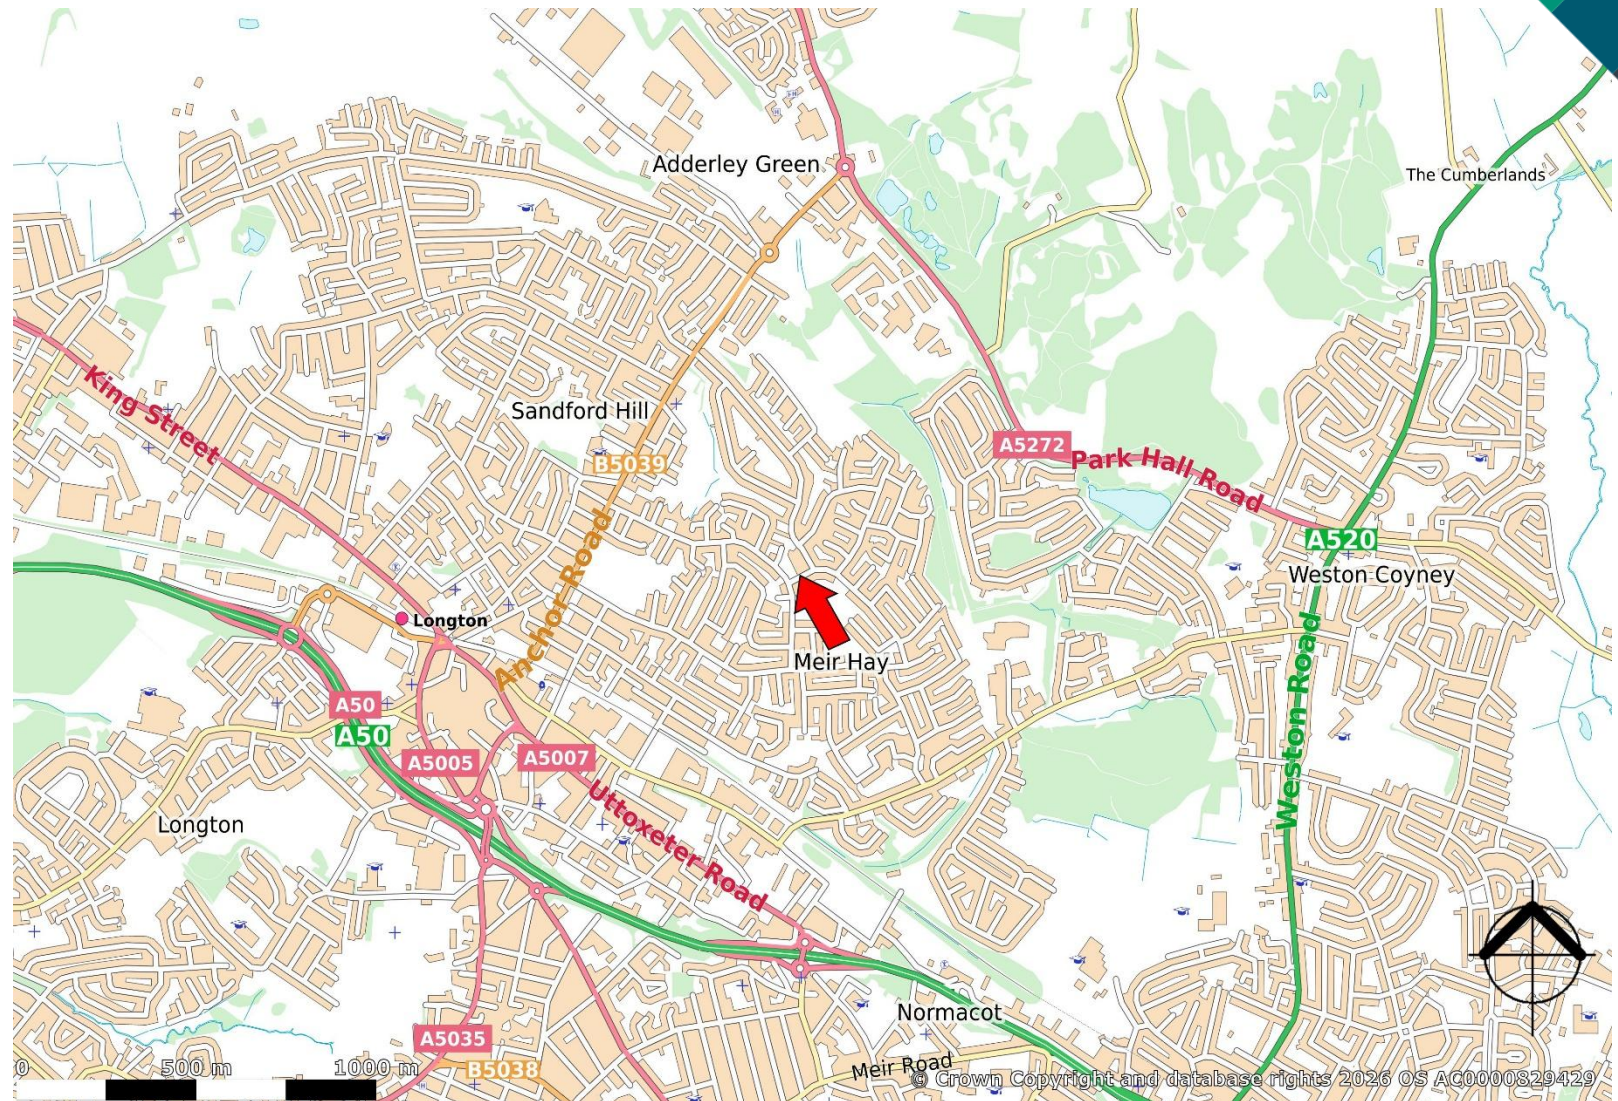 Adderley Green
The Cumberlands
King Street
Sandford Hill
B5039
A5272
Park Hall Road
A520
Weston Coyney
Anchor Road
Longton
Meir Hay
Weston Road
A50
A50
A5005
A5007
Uttoxeter Road
Longton
Normacot
A5035
Meir Road
B5038
0 500 m 1000 m
© Crown Copyright and database rights 2026 OS AC0000829429